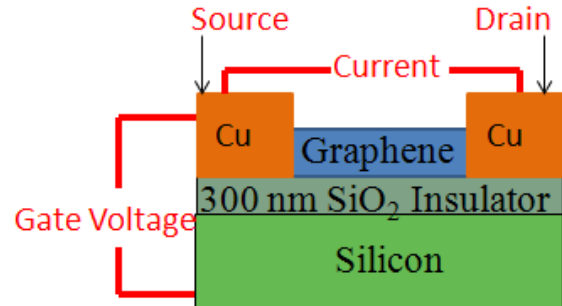 Source
Drain
Current
Cu
Cu
Graphene
300 nm SiO₂ Insulator
Gate Voltage
Silicon